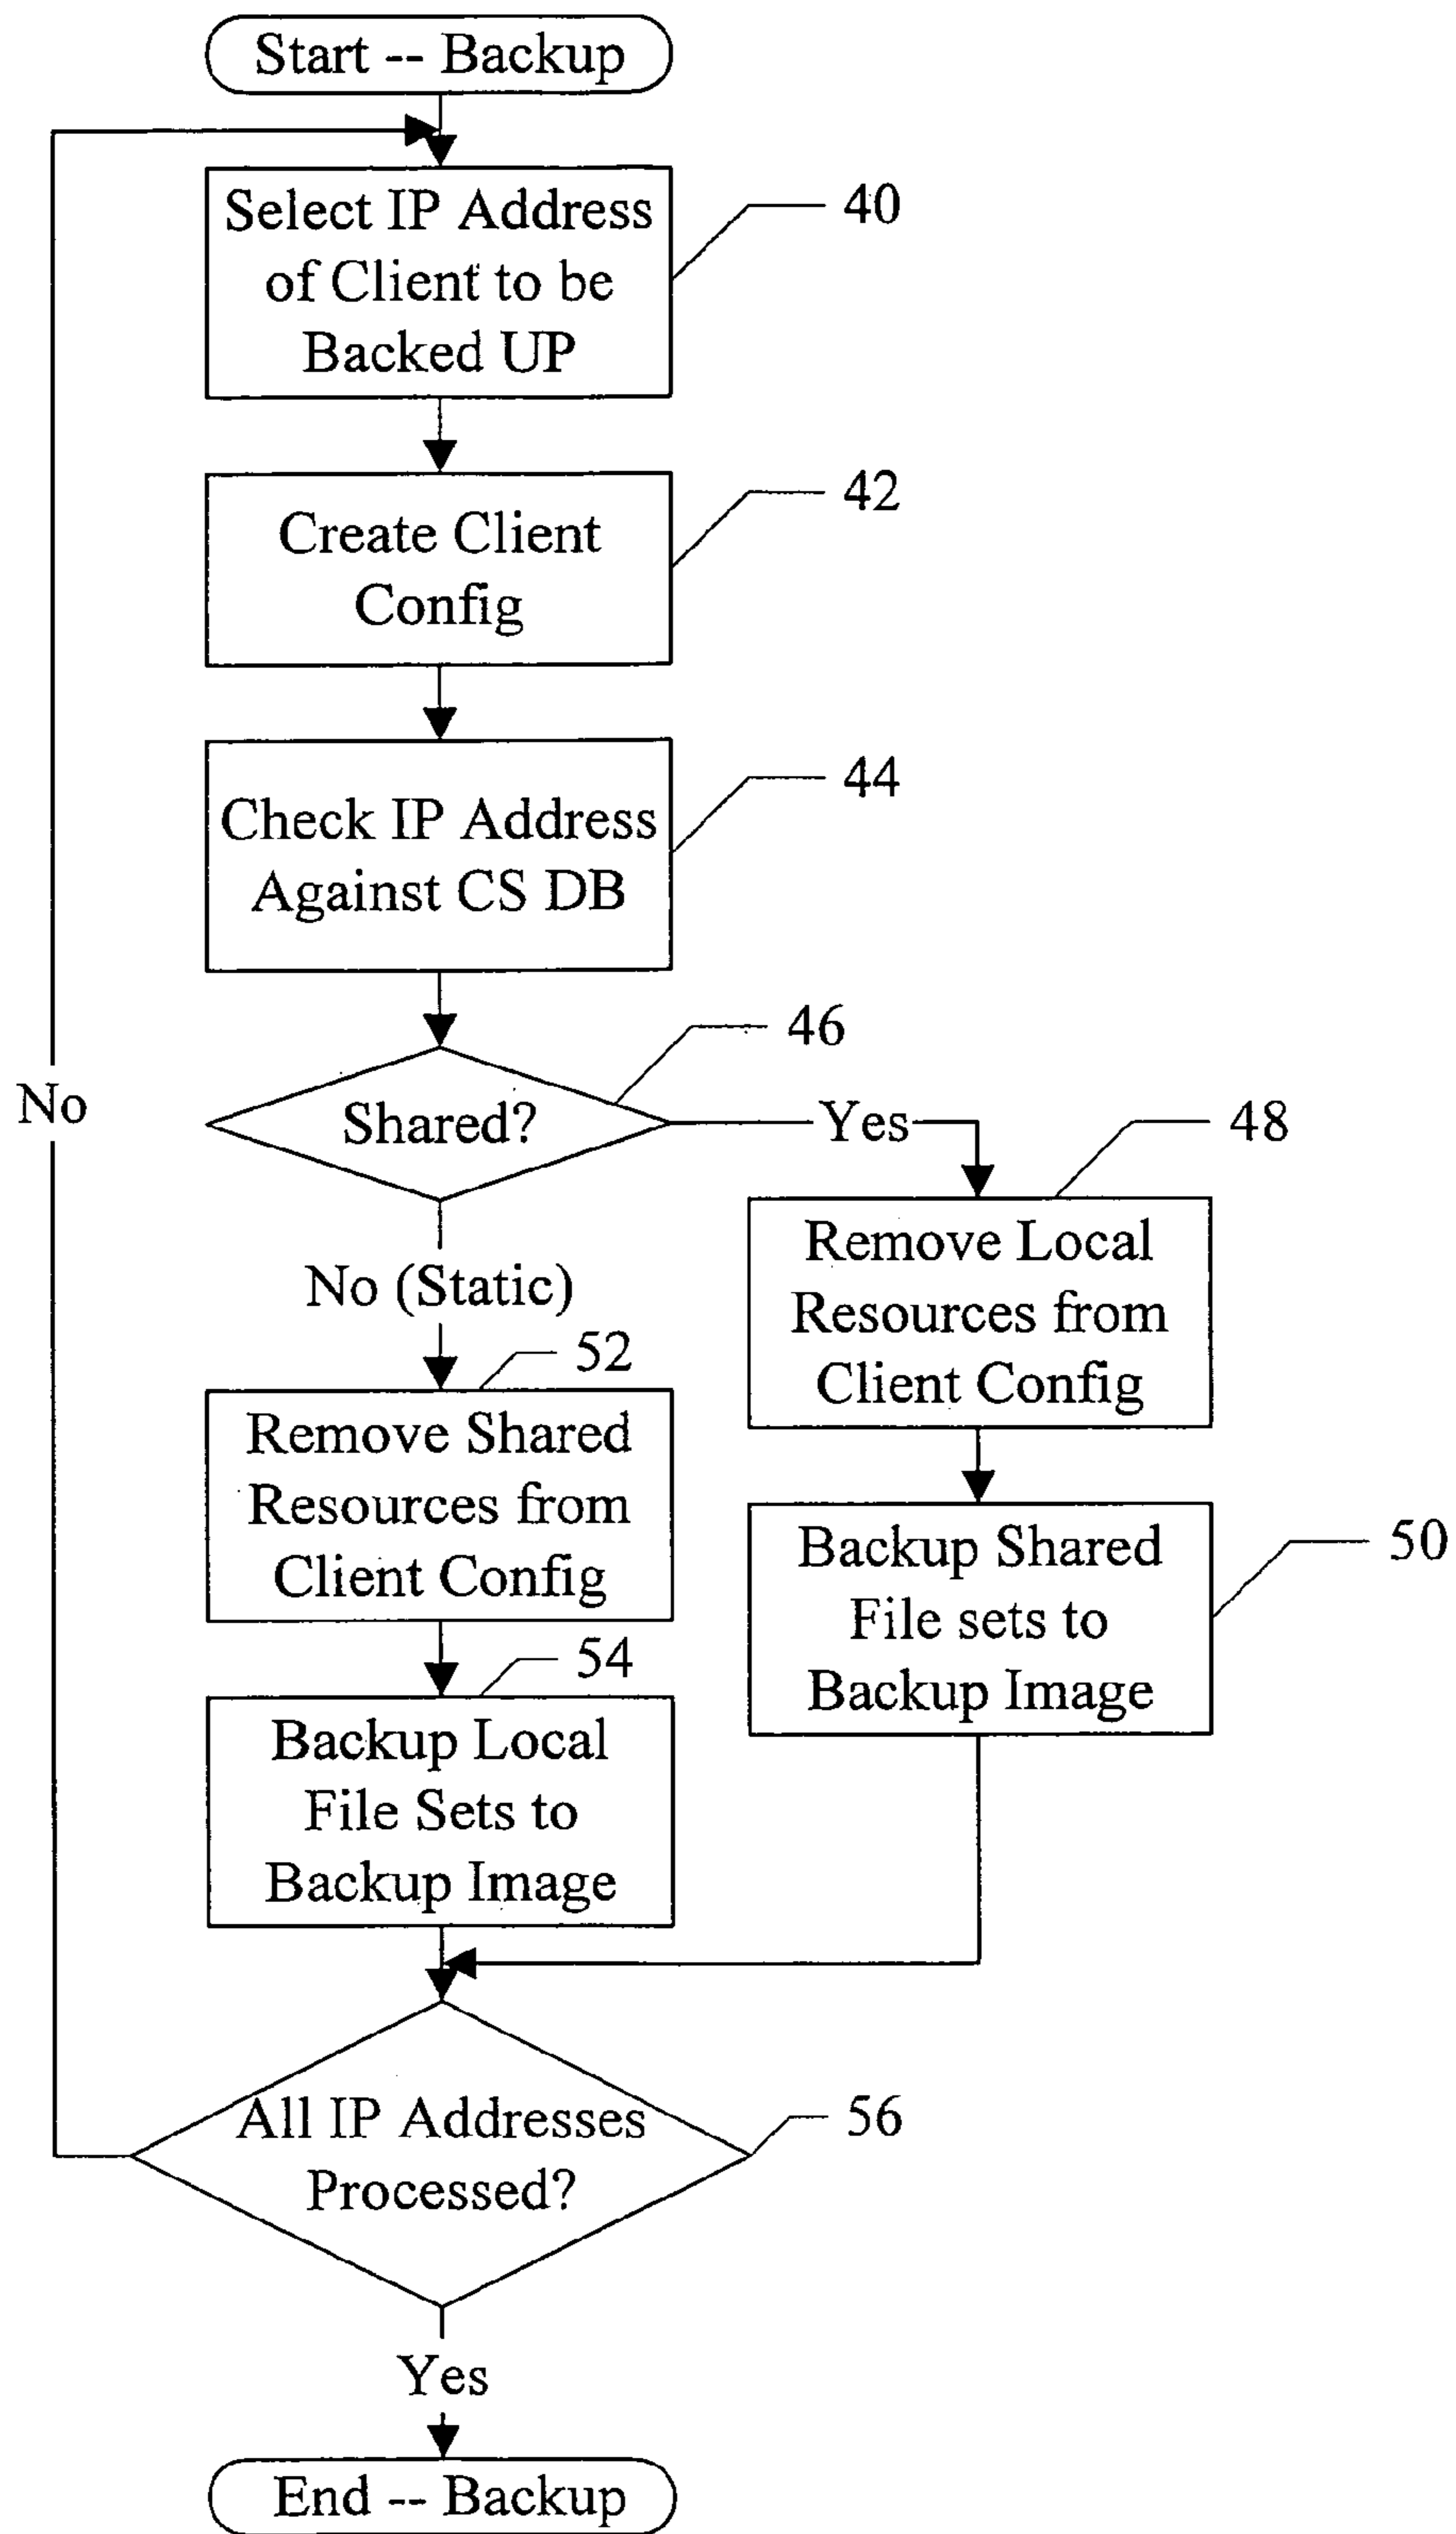 Start -- Backup
Select IP Address
of Client to be
Backed UP
40
Create Client
Config
42
Check IP Address
Against CS DB
44
Shared?
46
Yes
No
No (Static)
48
Remove Local
Resources from
Client Config
52
Remove Shared
Resources from
Client Config
50
Backup Shared
File sets to
Backup Image
54
Backup Local
File Sets to
Backup Image
All IP Addresses
Processed?
56
Yes
End -- Backup